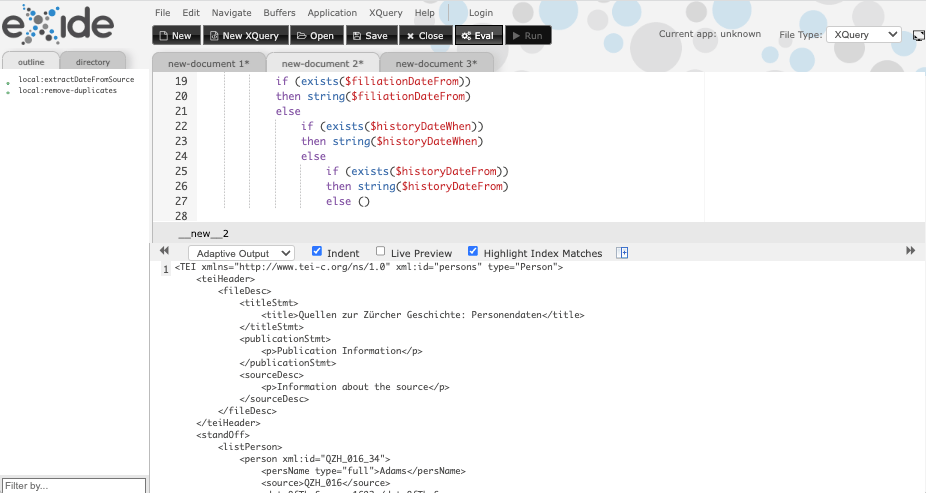 eXide
File Edit Navigate Buffers Application XQuery Help Login
New New XQuery Open Save Close Eval Run Current app: unknown File Type: XQuery
outline directory new-document 1* new-document 2* new-document 3*
local:extractDateFromSource
local:remove-duplicates
19 if (exists($filiationDateFrom))
20 then string($filiationDateFrom)
21 else
22 if (exists($historyDateWhen))
23 then string($historyDateWhen)
24 else
25 if (exists($historyDateFrom))
26 then string($historyDateFrom)
27 else ()
28
__new__2
Adaptive Output Indent Live Preview Highlight Index Matches
1 <TEI xmlns="http://www.tei-c.org/ns/1.0" xml:id="persons" type="Person">
<teiHeader>
<fileDesc>
<titleStmt>
<title>Quellen zur Zürcher Geschichte: Personendaten</title>
</titleStmt>
<publicationStmt>
<p>Publication Information</p>
</publicationStmt>
<sourceDesc>
<p>Information about the source</p>
</sourceDesc>
</fileDesc>
</teiHeader>
<standOff>
<listPerson>
<person xml:id="QZH_016_34">
<persName type="full">Adams</persName>
<source>QZH_016</source>
Filter by...